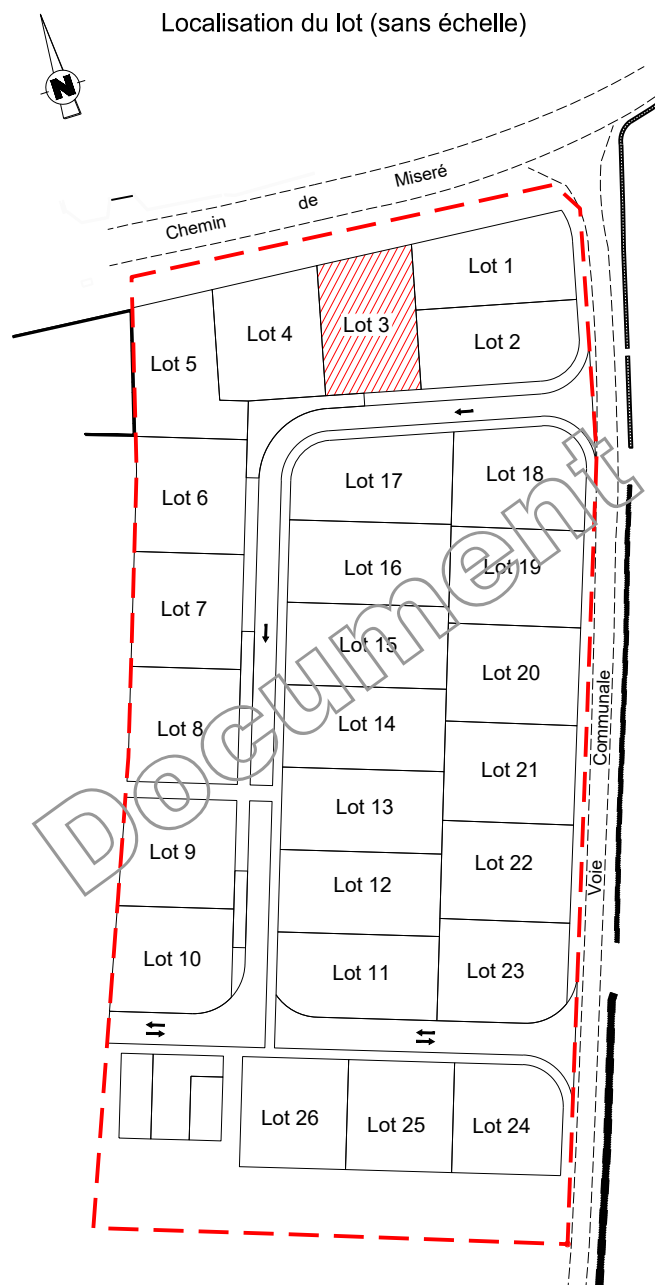 Localisation du lot (sans échelle)
N
Chemin de Miseré
Lot 1
Lot 2
Lot 3
Lot 4
Lot 5
Lot 6
Lot 7
Lot 8
Lot 9
Lot 10
Lot 17
Lot 18
Lot 16
Lot 19
Lot 15
Lot 20
Lot 14
Lot 21
Lot 13
Lot 22
Lot 12
Lot 23
Lot 11
Lot 26
Lot 25
Lot 24
Voie Communale
Document